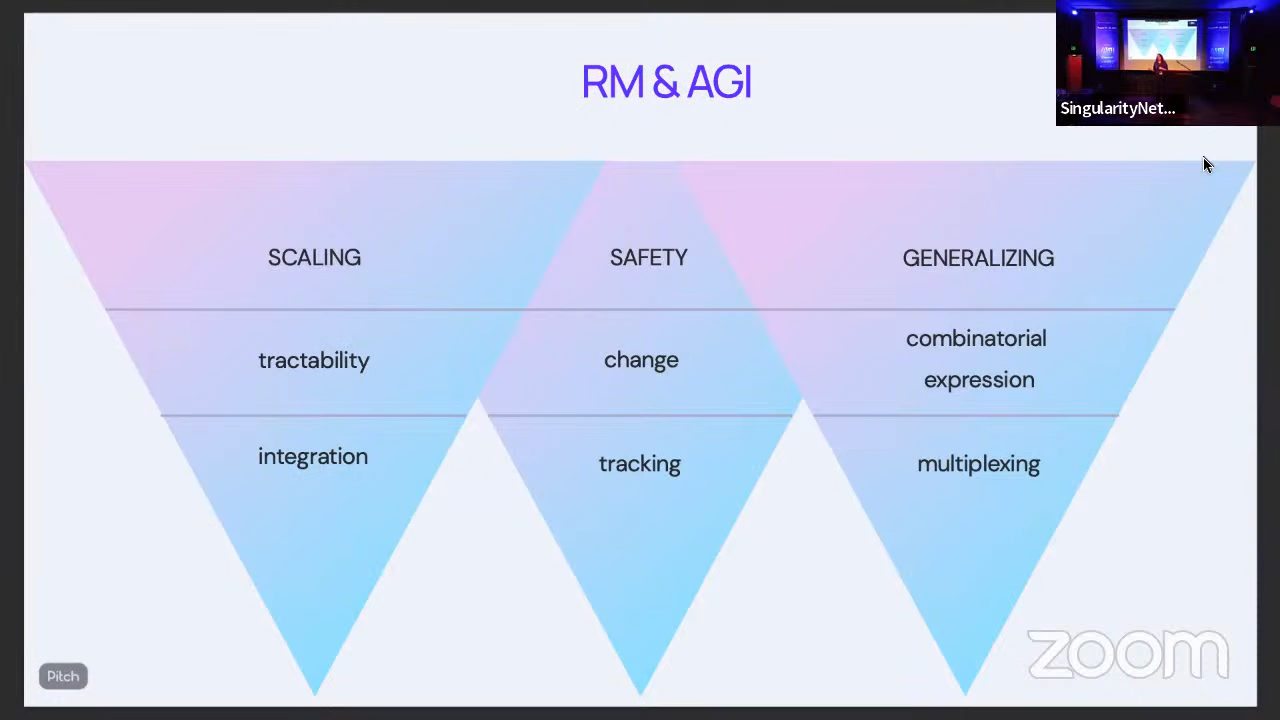 RM & AGI
SingularityNet...
SCALING
SAFETY
GENERALIZING
tractability
change
combinatorial
expression
integration
tracking
multiplexing
Pitch
zoom